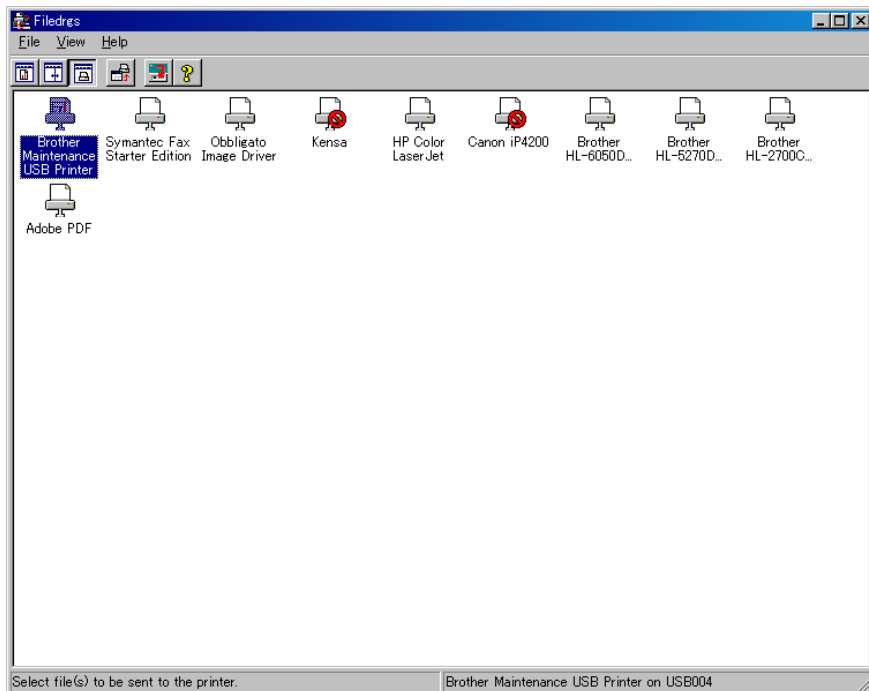 Filedrgs
File View Help
Brother Symantec Fax Obbligato Kensa HP Color Canon iP4200 Brother Brother Brother
Maintenance Starter Edition Image Driver LaserJet HL-6050D... HL-5270D... HL-2700C...
USB Printer
Adobe PDF
Select file(s) to be sent to the printer. Brother Maintenance USB Printer on USB004